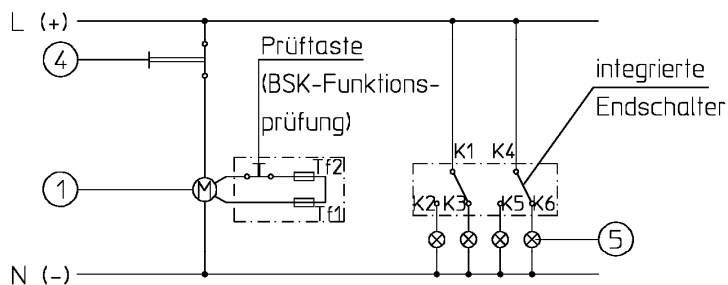 L (+)
4
Prüftaste
(BSK-Funktions-
prüfung)
integrierte
Endschalter
K1 K4
Tf2
1
M
K2 K3 K5 K6
Tf1
5
N (-)